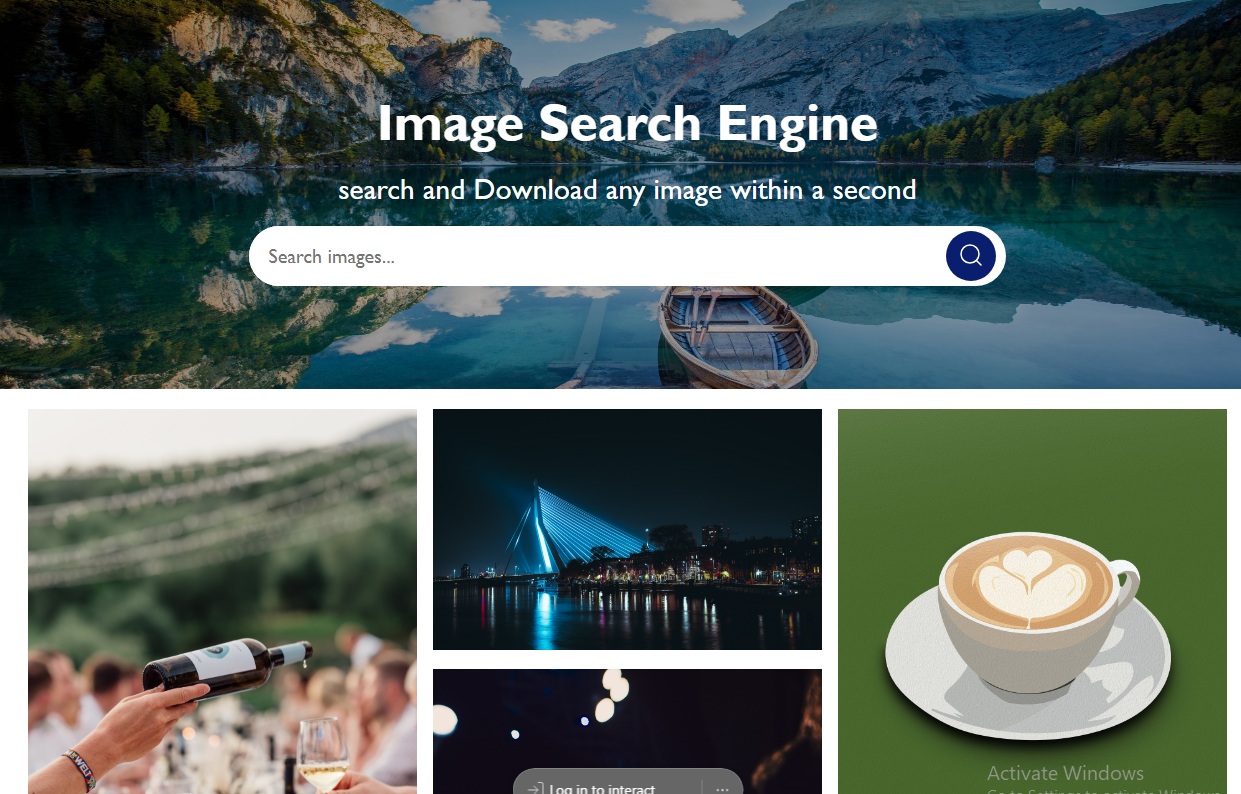 Image Search Engine
search and Download any image within a second
Search images...
Log in to interact
Activate Windows
Go to Settings to activate Windows.